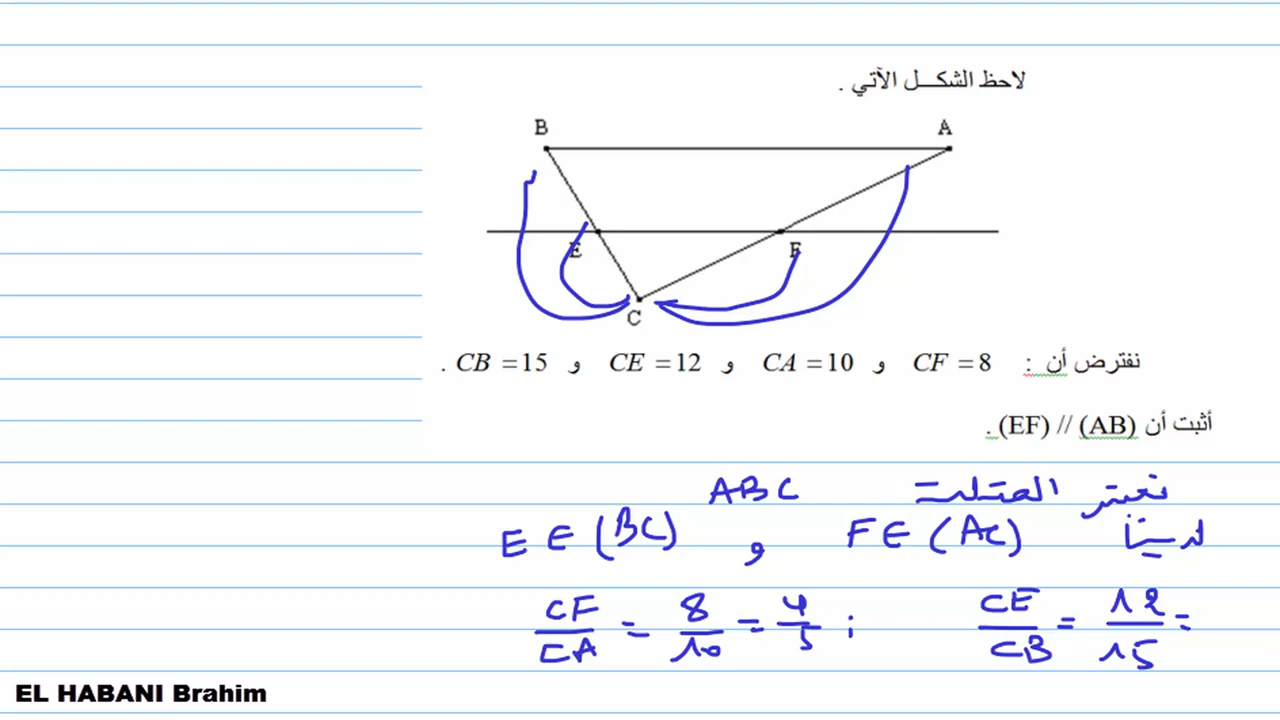 لاحظ الشكــل الآتي .
B A
E F
C
نفترض أن : CF = 8 و CA = 10 و CE = 12 و CB = 15 .
أثبت أن (EF) // (AB) .
نعتبر المثلث ABC
لدينا F ∈ (AC) و E ∈ (BC)
CF/CA = 8/10 = 4/5 ; CE/CB = 12/15 =
EL HABANI Brahim